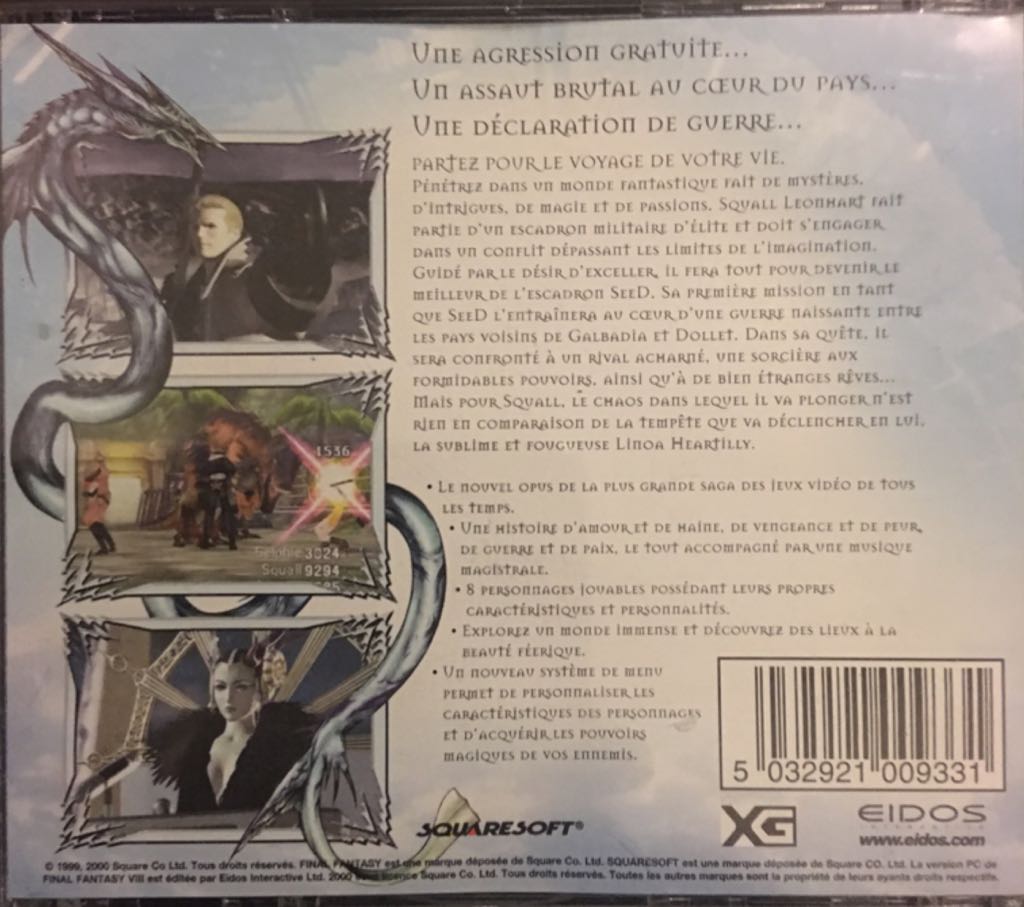 Une agression gratuite...
Un assaut brutal au cœur du pays...
Une déclaration de guerre...
Partez pour le voyage de votre vie.
Pénétrez dans un monde fantastique fait de mystères,
d'intrigues, de magie et de passions. Squall Leonhart fait
partie d'un escadron militaire d'élite et doit s'engager
dans un conflit dépassant les limites de l'imagination.
Guidé par le désir d'exceller, il fera tout pour devenir le
meilleur de l'escadron SeeD. Sa première mission en tant
que SeeD l'entraînera au cœur d'une guerre naissante entre
les pays voisins de Galbadia et Dollet. Dans sa quête, il
sera confronté à un rival acharné, une sorcière aux
formidables pouvoirs, ainsi qu'à de bien étranges rêves...
Mais pour Squall, le chaos dans lequel il va plonger n'est
rien en comparaison de la tempête que va déclencher en lui,
la sublime et fougueuse Linoa Heartilly.
1536
Selphie 3024
Squall 9294
• Le nouvel opus de la plus grande saga des jeux vidéo de tous
les temps.
• Une histoire d'amour et de haine, de vengeance et de peur,
de guerre et de paix, le tout accompagné par une musique
magistrale.
• 8 personnages jouables possédant leurs propres
caractéristiques et personnalités.
• Explorez un monde immense et découvrez des lieux à la
beauté féerique.
• Un nouveau système de menu
permet de personnaliser les
caractéristiques des personnages
et d'acquérir les pouvoirs
magiques de vos ennemis.
5 032921 009331
SQUARESOFT®
XG
EIDOS
INTERACTIVE
www.eidos.com
© 1999, 2000 Square Co Ltd. Tous droits réservés. FINAL FANTASY est une marque déposée de Square Co. Ltd. SQUARESOFT est une marque déposée de Square CO. Ltd. La version PC de
FINAL FANTASY VIII est éditée par Eidos Interactive Ltd. 2000 sous licence Square Co. Ltd. Tous droits réservés. Toutes les autres marques sont la propriété de leurs ayants droits respectifs.